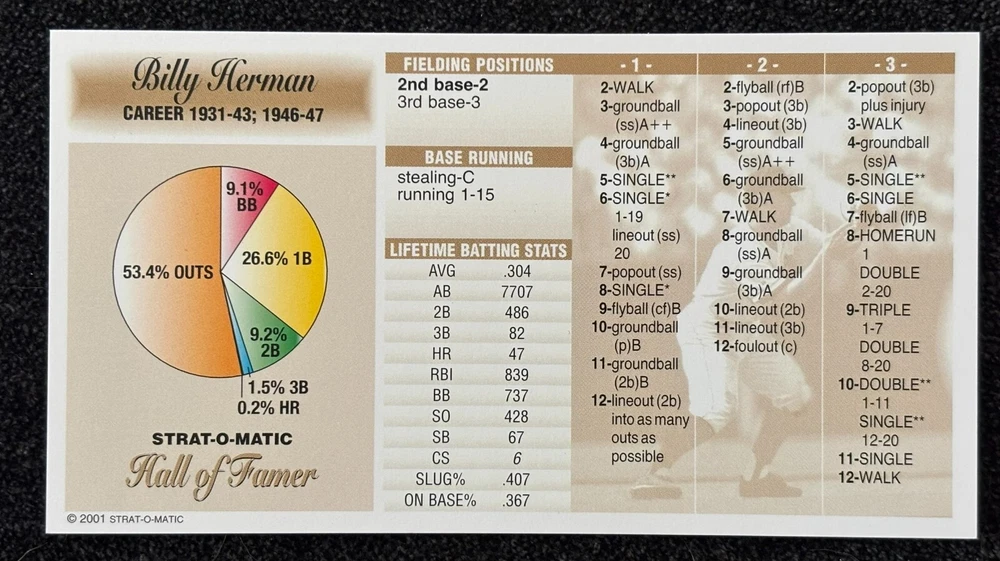 Billy Herman
CAREER 1931-43; 1946-47
9.1%
BB
26.6% 1B
53.4% OUTS
9.2%
2B
1.5% 3B
0.2% HR
STRAT-O-MATIC
Hall of Famer
© 2001 STRAT-O-MATIC
FIELDING POSITIONS
2nd base-2
3rd base-3
BASE RUNNING
stealing-C
running 1-15
LIFETIME BATTING STATS
AVG .304
AB 7707
2B 486
3B 82
HR 47
RBI 839
BB 737
SO 428
SB 67
CS 6
SLUG% .407
ON BASE% .367
- 1 -
2-WALK
3-groundball
(ss)A++
4-groundball
(3b)A
5-SINGLE**
6-SINGLE*
1-19
lineout (ss)
20
7-popout (ss)
8-SINGLE*
9-flyball (cf)B
10-groundball
(p)B
11-groundball
(2b)B
12-lineout (2b)
into as many
outs as
possible
- 2 -
2-flyball (rf)B
3-popout (3b)
4-lineout (3b)
5-groundball
(ss)A++
6-groundball
(3b)A
7-WALK
8-groundball
(ss)A
9-groundball
(3b)A
10-lineout (2b)
11-lineout (3b)
12-foulout (c)
- 3 -
2-popout (3b)
plus injury
3-WALK
4-groundball
(ss)A
5-SINGLE**
6-SINGLE
7-flyball (lf)B
8-HOMERUN
1
DOUBLE
2-20
9-TRIPLE
1-7
DOUBLE
8-20
10-DOUBLE**
1-11
SINGLE**
12-20
11-SINGLE
12-WALK